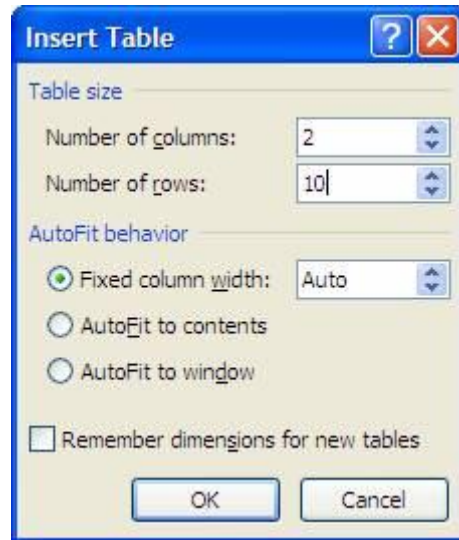 Insert Table ?
Table size
Number of columns: 2
Number of rows: 10
AutoFit behavior
Fixed column width: Auto
AutoFit to contents
AutoFit to window
Remember dimensions for new tables
OK Cancel